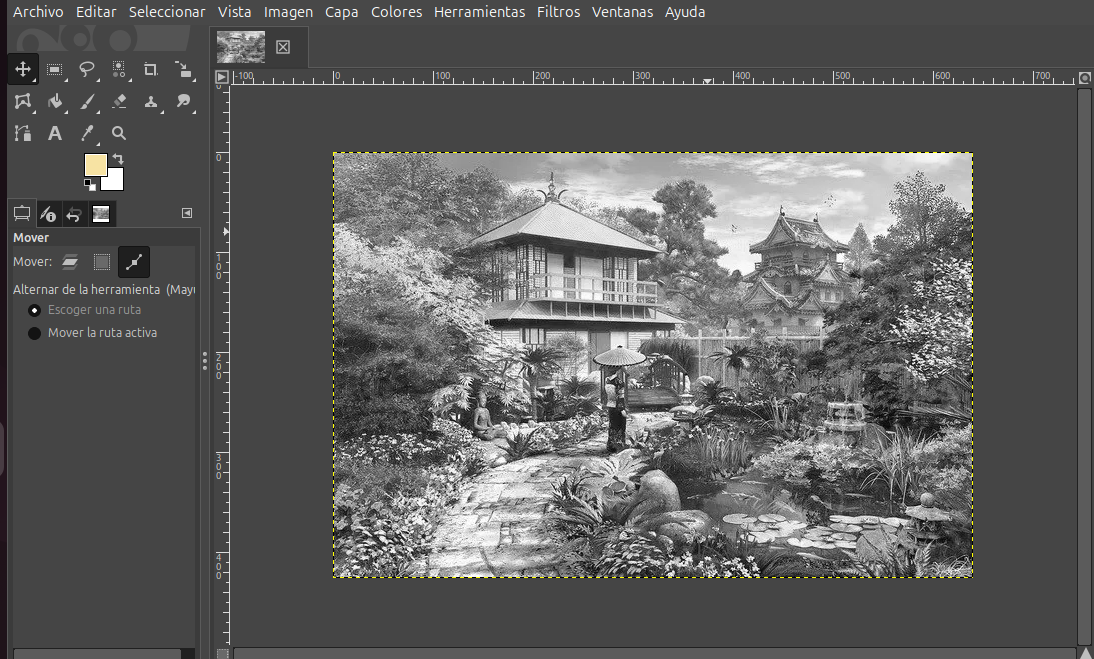 Archivo Editar Seleccionar Vista Imagen Capa Colores Herramientas Filtros Ventanas Ayuda
-100 0 100 200 300 400 500 600 700
0
100
200
300
400
Mover
Mover:
Alternar de la herramienta (Mayú
Escoger una ruta
Mover la ruta activa